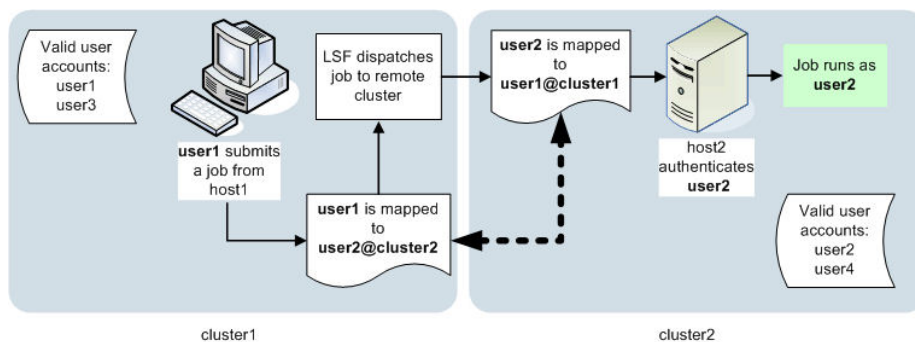 Valid user
accounts:
user1
user3
user1 submits
a job from
host1
LSF dispatches
job to remote
cluster
user1 is mapped
to
user2@cluster2
cluster1
user2 is mapped
to
user1@cluster1
host2
authenticates
user2
Job runs as
user2
Valid user
accounts:
user2
user4
cluster2